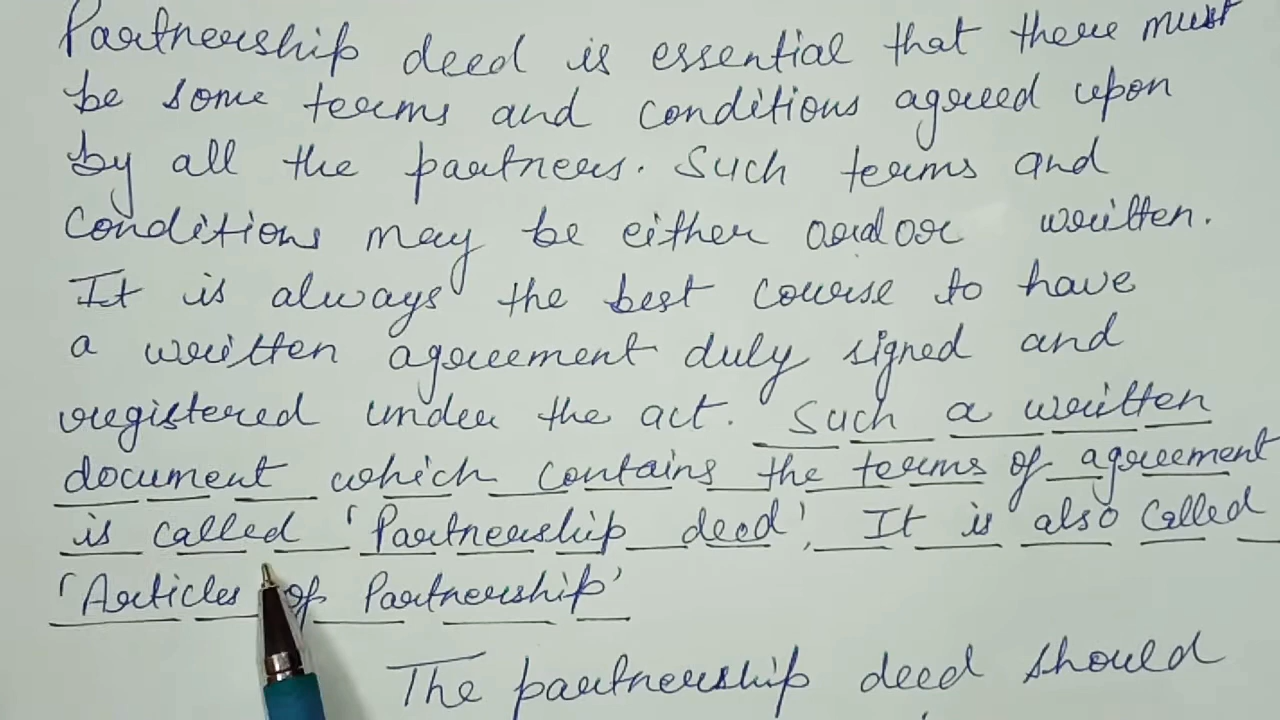 Partnership deed is essential that there must
be some terms and conditions agreed upon
by all the partners. Such terms and
Conditions may be either or written.
It is always the best course to have
a written agreement duly signed and
registered under the act. Such a written
document which contains the terms of agreement
is called 'Partnership deed'. It is also Called
'Articles of Partnership'
The partnership deed should